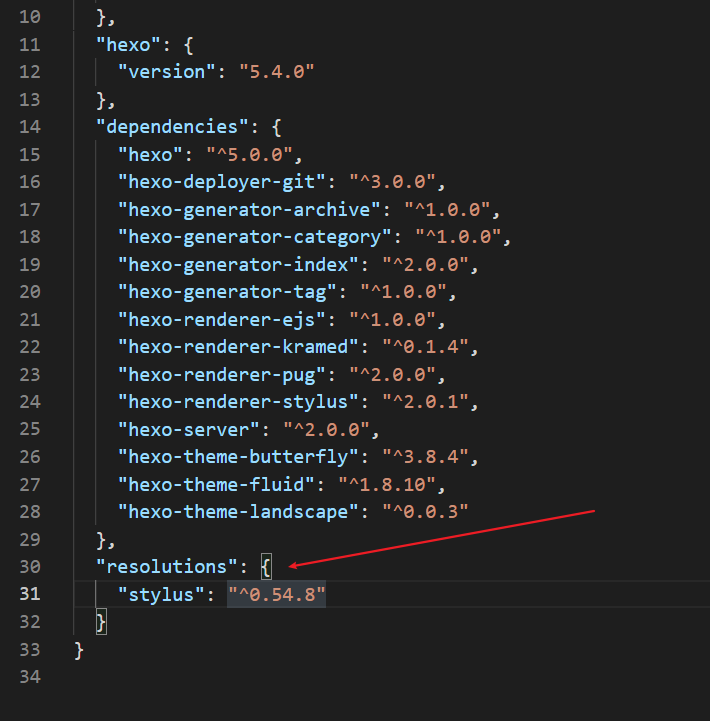 10 },
11 "hexo": {
12 "version": "5.4.0"
13 },
14 "dependencies": {
15 "hexo": "^5.0.0",
16 "hexo-deployer-git": "^3.0.0",
17 "hexo-generator-archive": "^1.0.0",
18 "hexo-generator-category": "^1.0.0",
19 "hexo-generator-index": "^2.0.0",
20 "hexo-generator-tag": "^1.0.0",
21 "hexo-renderer-ejs": "^1.0.0",
22 "hexo-renderer-kramed": "^0.1.4",
23 "hexo-renderer-pug": "^2.0.0",
24 "hexo-renderer-stylus": "^2.0.1",
25 "hexo-server": "^2.0.0",
26 "hexo-theme-butterfly": "^3.8.4",
27 "hexo-theme-fluid": "^1.8.10",
28 "hexo-theme-landscape": "^0.0.3"
29 },
30 "resolutions": {
31 "stylus": "^0.54.8"
32 }
33 }
34